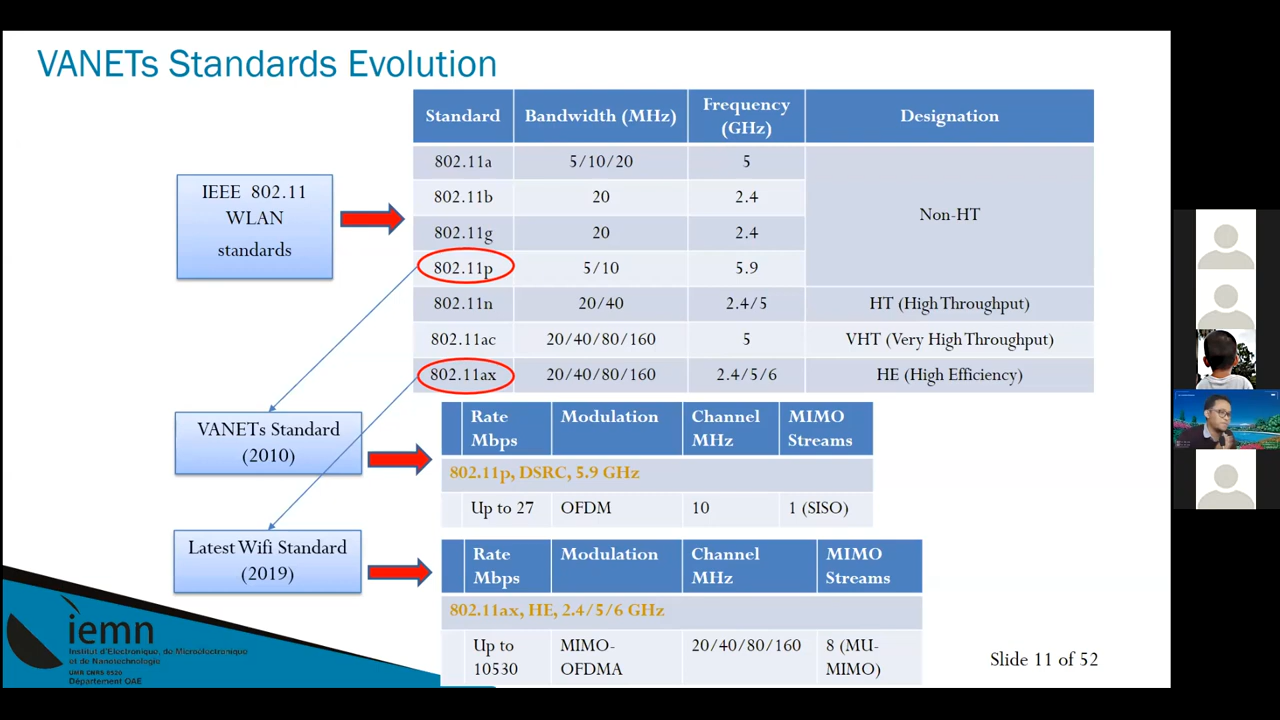 VANETs Standards Evolution
IEEE 802.11
WLAN
standards
Standard Bandwidth (MHz) Frequency (GHz) Designation
802.11a 5/10/20 5 Non-HT
802.11b 20 2.4
802.11g 20 2.4
802.11p 5/10 5.9
802.11n 20/40 2.4/5 HT (High Throughput)
802.11ac 20/40/80/160 5 VHT (Very High Throughput)
802.11ax 20/40/80/160 2.4/5/6 HE (High Efficiency)
VANETs Standard
(2010)
Rate Mbps Modulation Channel MHz MIMO Streams
802.11p, DSRC, 5.9 GHz
Up to 27 OFDM 10 1 (SISO)
Latest Wifi Standard
(2019)
Rate Mbps Modulation Channel MHz MIMO Streams
802.11ax, HE, 2.4/5/6 GHz
Up to 10530 MIMO-OFDMA 20/40/80/160 8 (MU-MIMO)
iemn
Institut d'Electronique, de Microélectronique
et de Nanotechnologie
UMR CNRS 8520
Département OAE
Slide 11 of 52